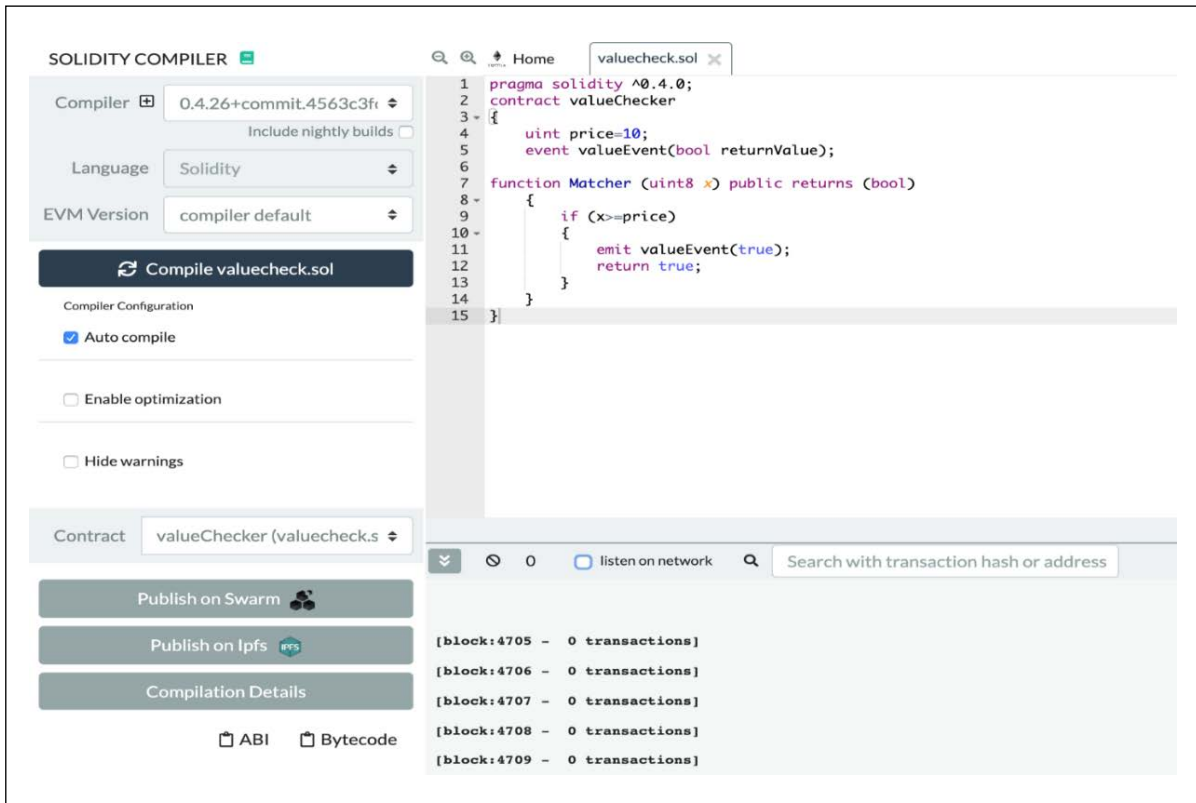 SOLIDITY COMPILER
Compiler
0.4.26+commit.4563c3fc
Include nightly builds
Language
Solidity
EVM Version
compiler default
Compile valuecheck.sol
Compiler Configuration
Auto compile
Enable optimization
Hide warnings
Contract
valueChecker (valuecheck.s
Publish on Swarm
Publish on Ipfs
IPFS
Compilation Details
ABI
Bytecode
Home
valuecheck.sol
1 pragma solidity ^0.4.0;
2 contract valueChecker
3 {
4 uint price=10;
5 event valueEvent(bool returnValue);
6
7 function Matcher (uint8 x) public returns (bool)
8 {
9 if (x>=price)
10 {
11 emit valueEvent(true);
12 return true;
13 }
14 }
15 }
0
listen on network
Search with transaction hash or address
[block:4705 - 0 transactions]
[block:4706 - 0 transactions]
[block:4707 - 0 transactions]
[block:4708 - 0 transactions]
[block:4709 - 0 transactions]